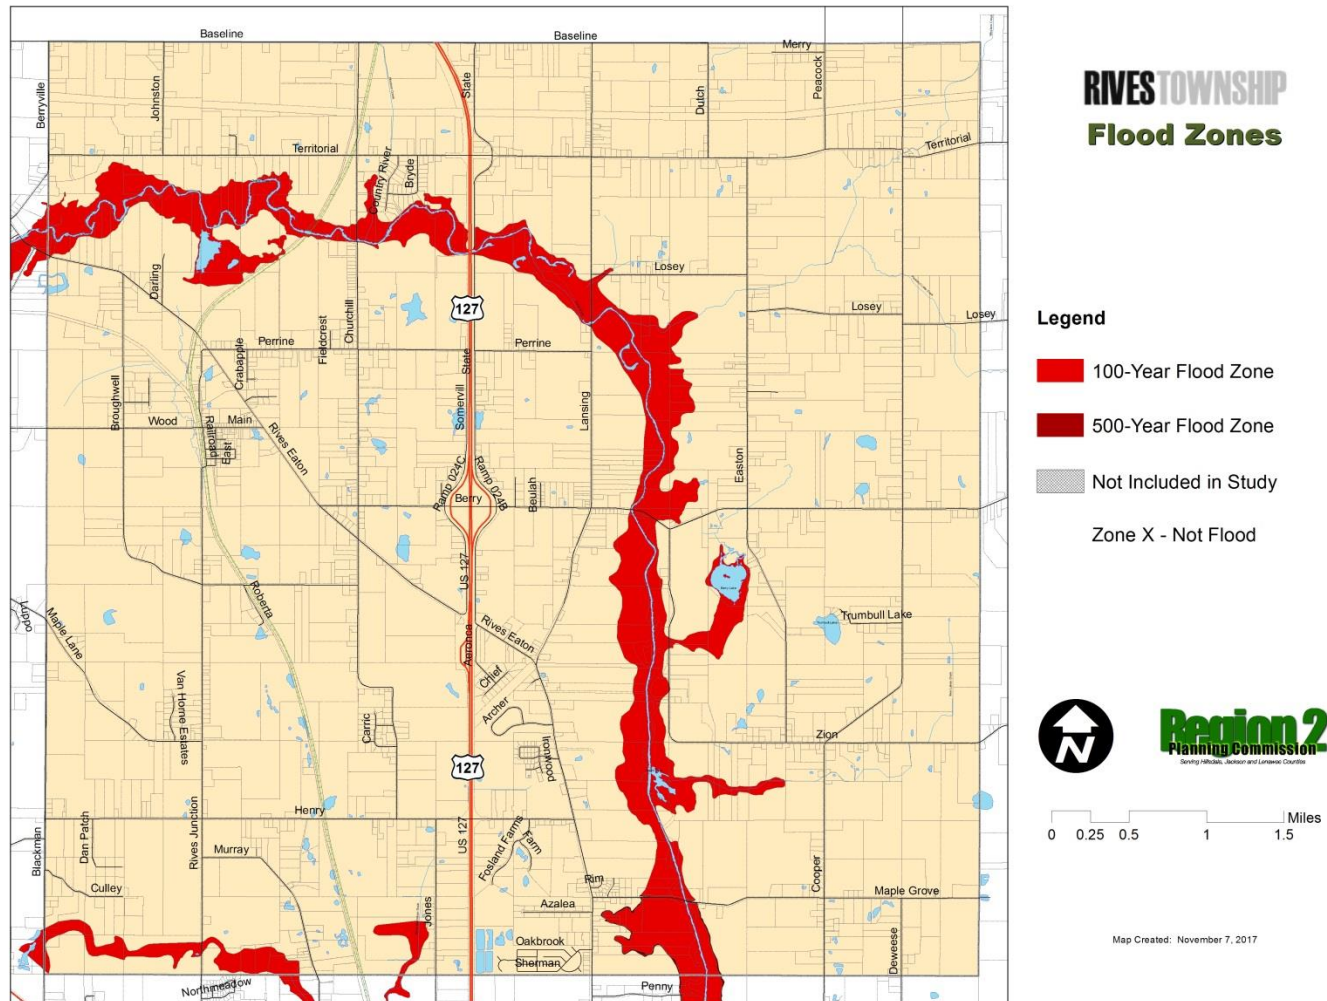 RIVES TOWNSHIP
Flood Zones
Legend
100-Year Flood Zone
500-Year Flood Zone
Not Included in Study
Zone X - Not Flood
N
Region 2
Planning Commission
Serving Hillsdale, Jackson and Lenawee Counties
Miles
0 0.25 0.5 1 1.5
Map Created: November 7, 2017
Baseline
Baseline
Merry
Berryville
Johnston
State
Dutch
Peacock
Territorial
Territorial
Country River
Bryde
Darling
Losey
Losey
Losey
127
Churchill
Fieldcrest
Perrine
Perrine
Crabapple
State
Somervill
Lansing
Broughwell
Wood
Main
Railroad
East
Rives Eaton
Easton
Ramp 024C
Ramp 024B
Berry
Beulah
US 127
Roberta
Luppo
Maple Lane
Trumbull Lake
Rives Eaton
Aeronca
Chief
Archer
Van Horne Estates
Carric
Ironwood
Zion
127
Henry
US 127
Fosland Farms
Farm
Blackman
Dan Patch
Rives Junction
Murray
Rim
Cooper
Maple Grove
Culley
Jones
Azalea
Oakbrook
Sherman
Deweese
Northmeadow
Penny